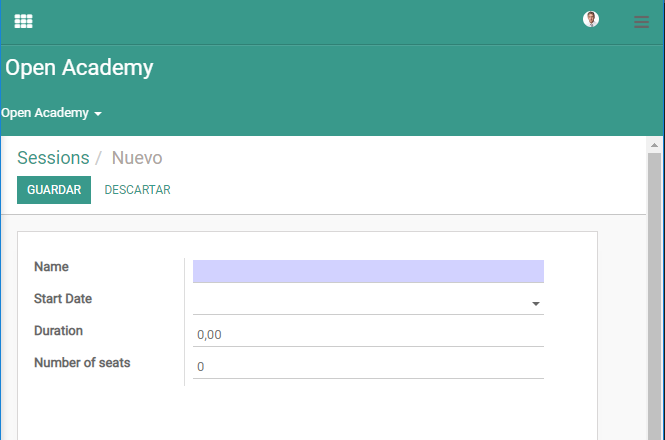 Open Academy
Open Academy
Sessions / Nuevo
GUARDAR DESCARTAR
Name
Start Date
Duration 0,00
Number of seats 0